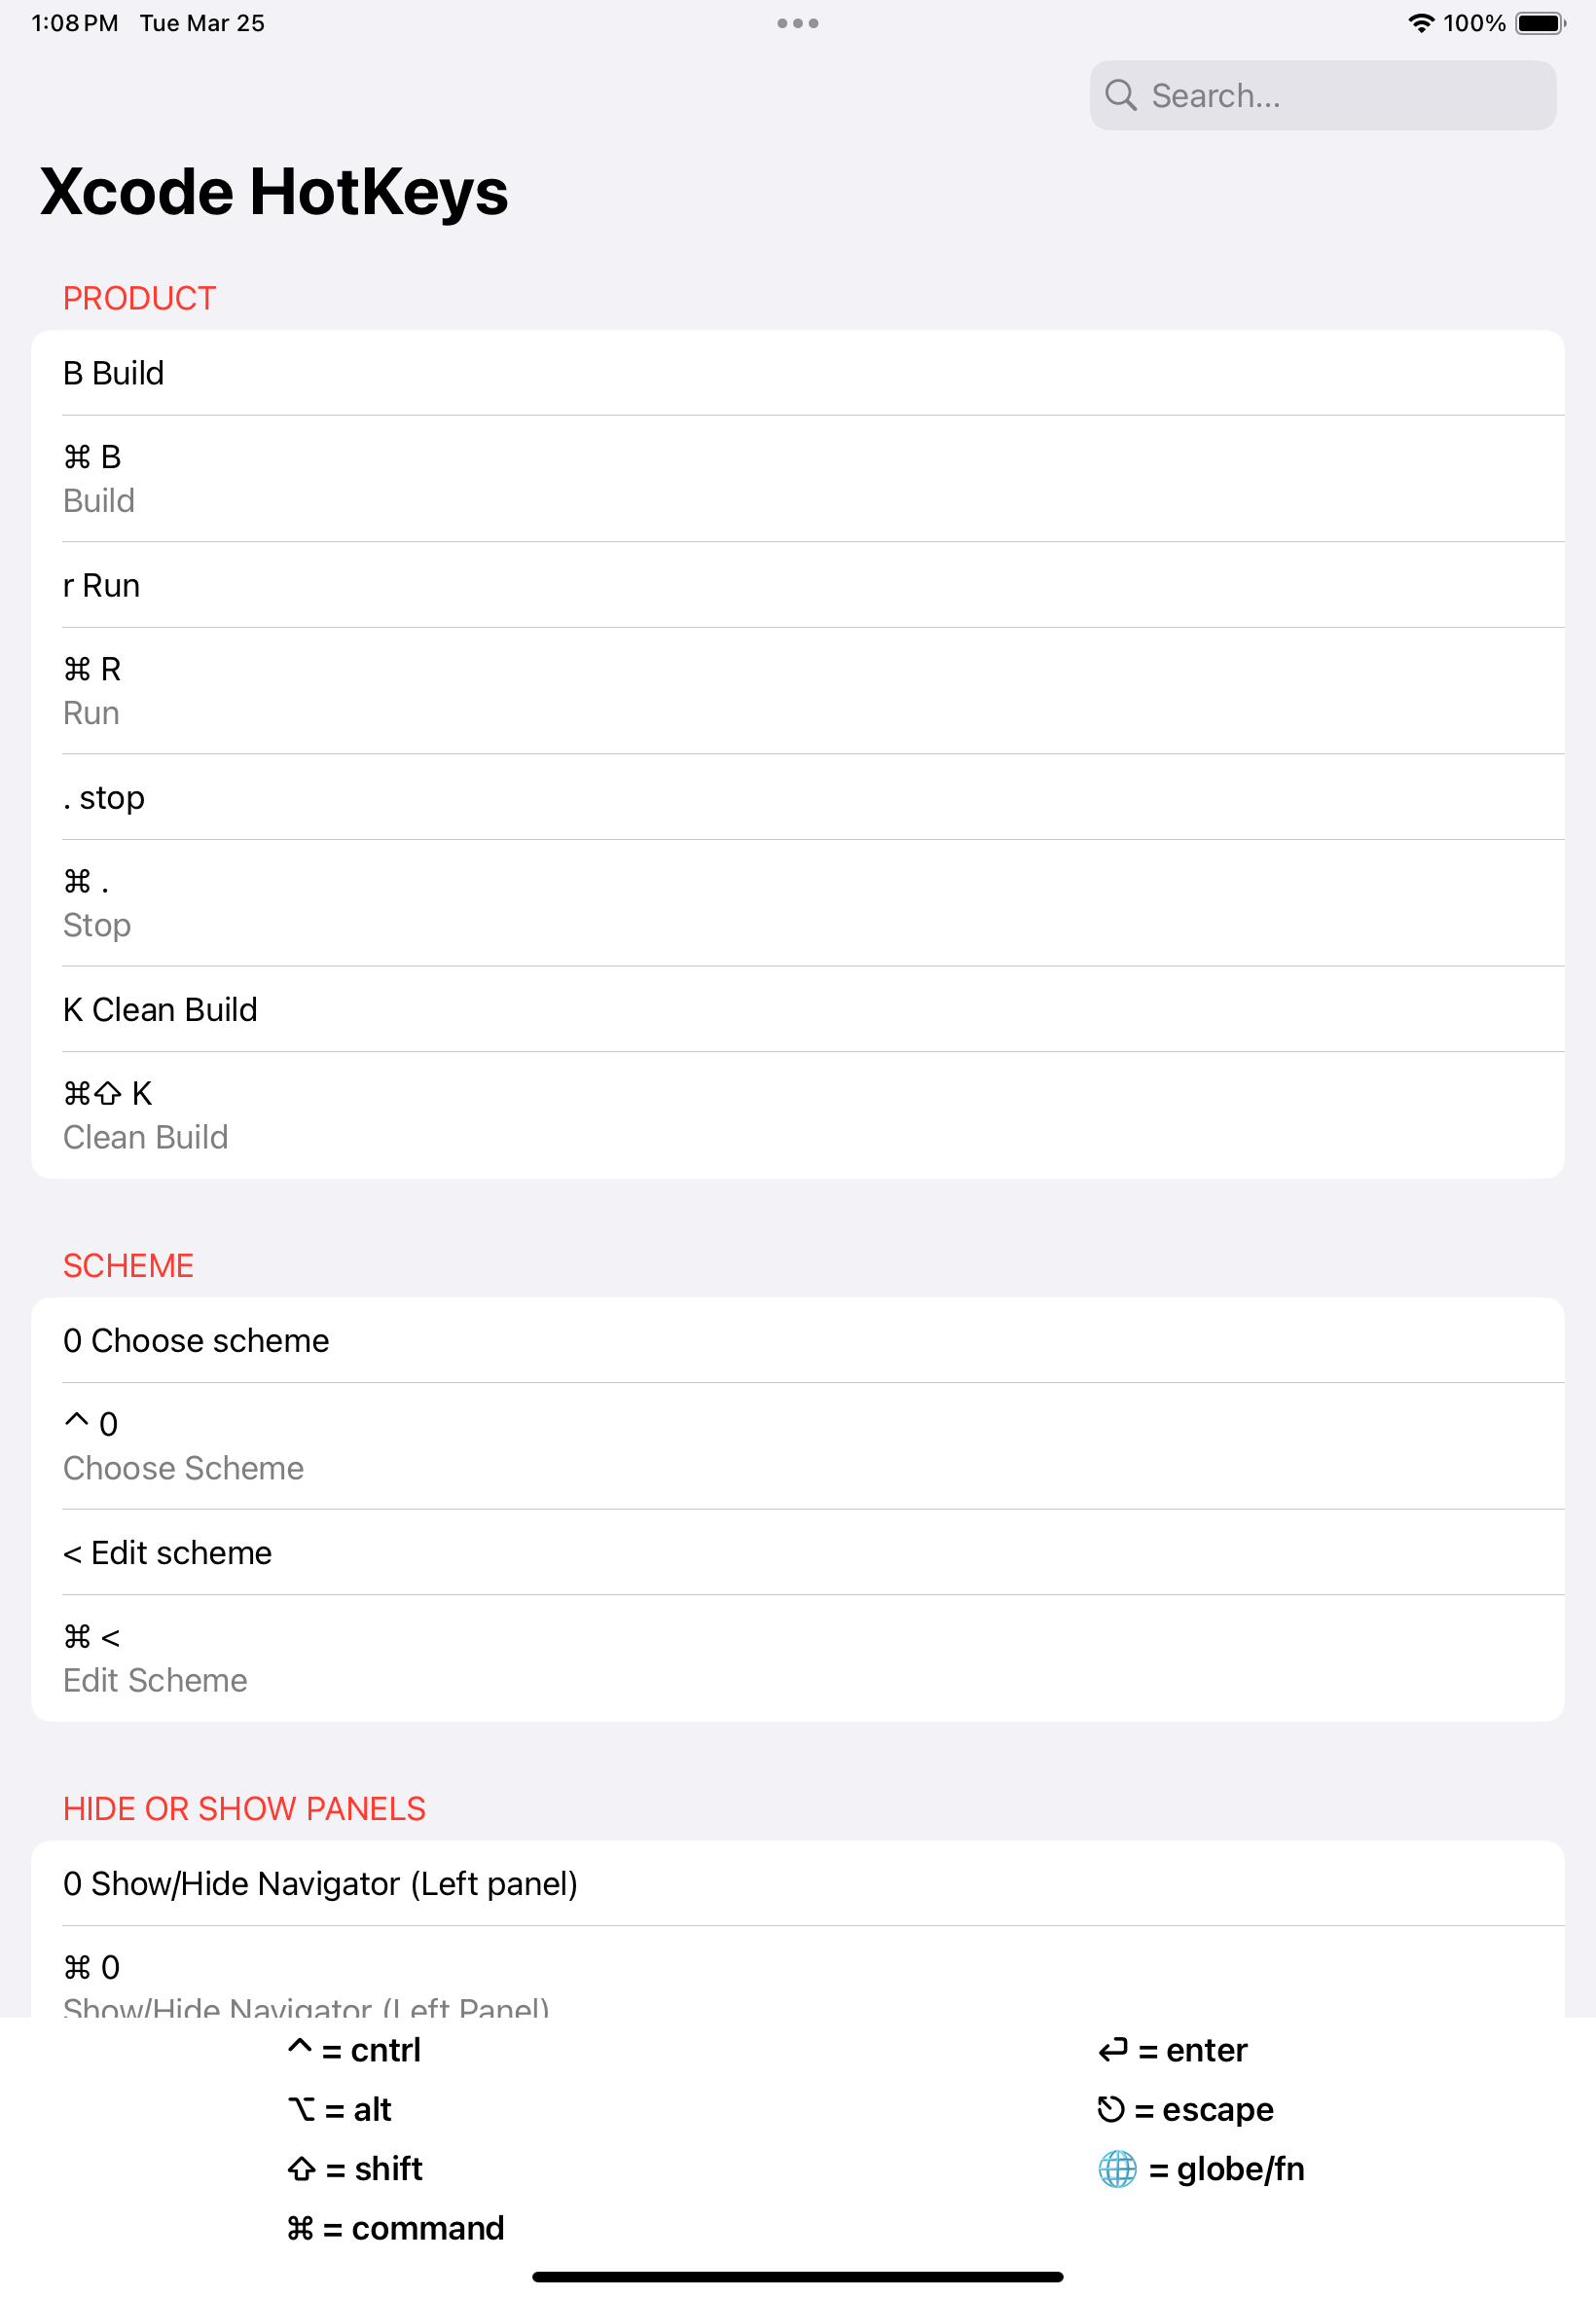 1:08 PM Tue Mar 25
100%
Search...
Xcode HotKeys
PRODUCT
B Build
⌘ B
Build
r Run
⌘ R
Run
. stop
⌘ .
Stop
K Clean Build
⌘⇧ K
Clean Build
SCHEME
0 Choose scheme
⌃ 0
Choose Scheme
< Edit scheme
⌘ <
Edit Scheme
HIDE OR SHOW PANELS
0 Show/Hide Navigator (Left panel)
⌘ 0
Show/Hide Navigator (Left Panel)
⌃ = cntrl
⌥ = alt
⇧ = shift
⌘ = command
⏎ = enter
⎋ = escape
🌐 = globe/fn